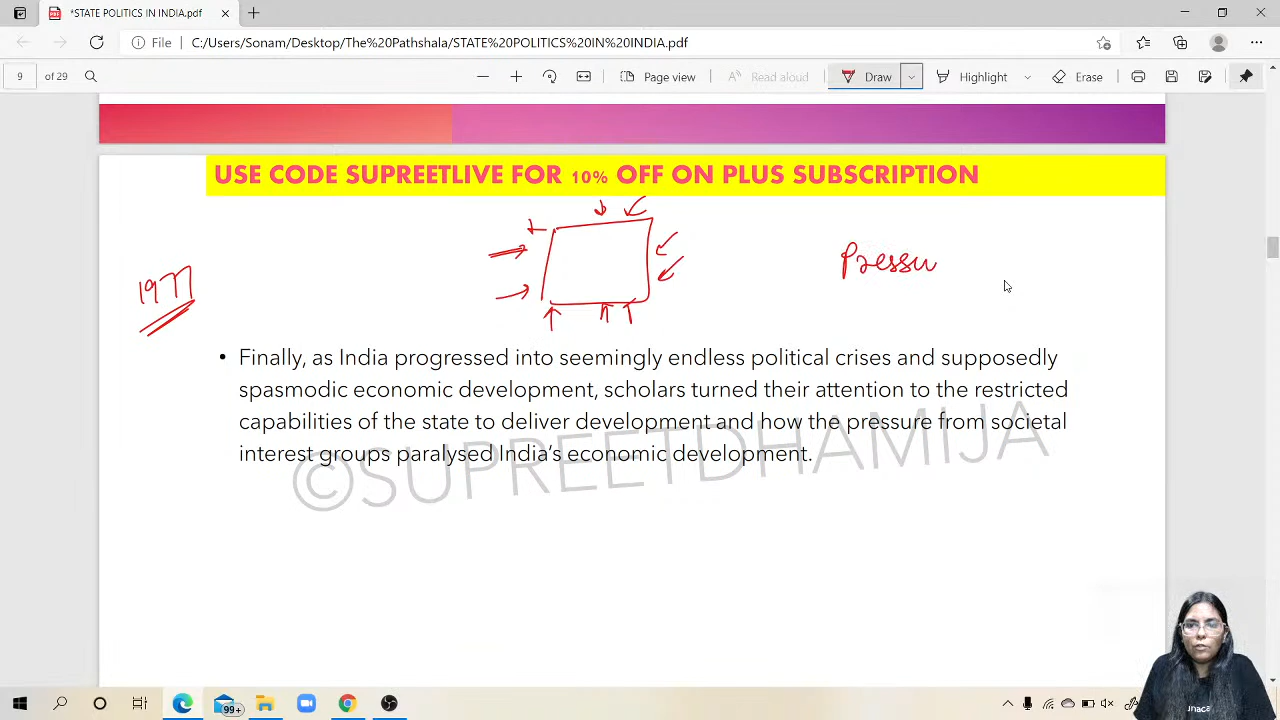 *STATE POLITICS IN INDIA.pdf
File C:/Users/Sonam/Desktop/The%20Pathshala/STATE%20POLITICS%20IN%20INDIA.pdf
9 of 29 Page view Read aloud Draw Highlight Erase
USE CODE SUPREETLIVE FOR 10% OFF ON PLUS SUBSCRIPTION
1977
Pressu
• Finally, as India progressed into seemingly endless political crises and supposedly
spasmodic economic development, scholars turned their attention to the restricted
capabilities of the state to deliver development and how the pressure from societal
interest groups paralysed India's economic development.
©SUPREETDHAMIJA
99+